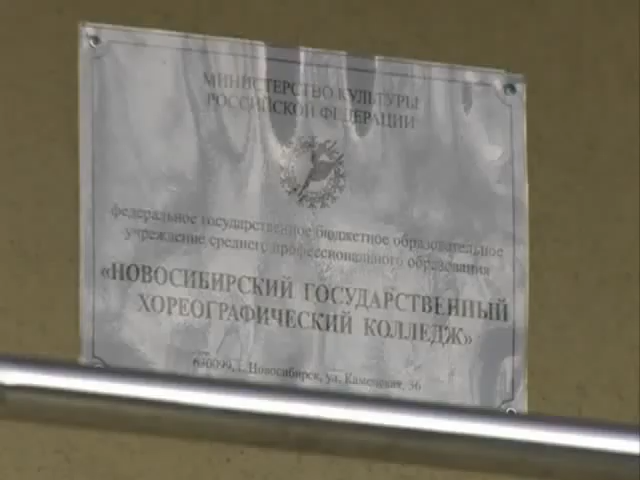 МИНИСТЕРСТВО КУЛЬТУРЫ
РОССИЙСКОЙ ФЕДЕРАЦИИ
федеральное государственное бюджетное образовательное
учреждение среднего профессионального образования
«НОВОСИБИРСКИЙ ГОСУДАРСТВЕННЫЙ
ХОРЕОГРАФИЧЕСКИЙ КОЛЛЕДЖ»
630099, г. Новосибирск, ул. Каменская, 36